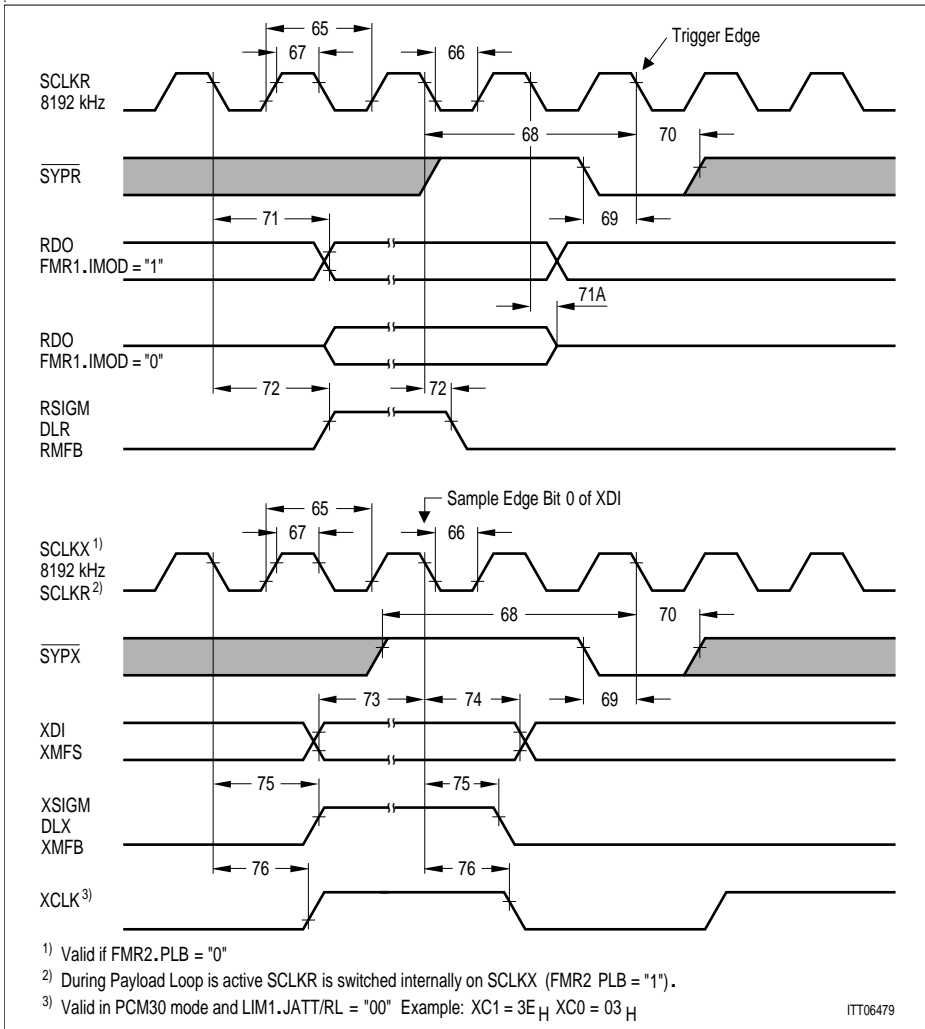 65
Trigger Edge
67
66
SCLKR
8192 kHz
68
70
SYPR
69
71
RDO
FMR1.IMOD = "1"
71A
RDO
FMR1.IMOD = "0"
72
72
RSIGM
DLR
RMFB
Sample Edge Bit 0 of XDI
65
67
66
SCLKX 1)
8192 kHz
SCLKR 2)
68
70
SYPX
69
73
74
XDI
XMFS
75
75
XSIGM
DLX
XMFB
76
76
XCLK 3)
1) Valid if FMR2.PLB = "0"
2) During Payload Loop is active SCLKR is switched internally on SCLKX (FMR2 PLB = "1").
3) Valid in PCM30 mode and LIM1.JATT/RL = "00" Example: XC1 = 3E H XC0 = 03 H
ITT06479